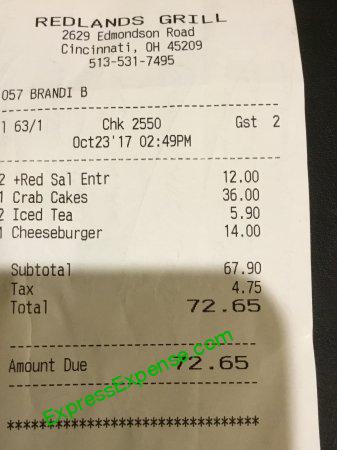 REDLANDS GRILL
2629 Edmondson Road
Cincinnati, OH 45209
513-531-7495
057 BRANDI B
1 63/1 Chk 2550 Gst 2
Oct23'17 02:49PM
2 +Red Sal Entr 12.00
1 Crab Cakes 36.00
2 Iced Tea 5.90
1 Cheeseburger 14.00
Subtotal 67.90
Tax 4.75
Total 72.65
Amount Due 72.65
ExpressExpense.com
*********************************